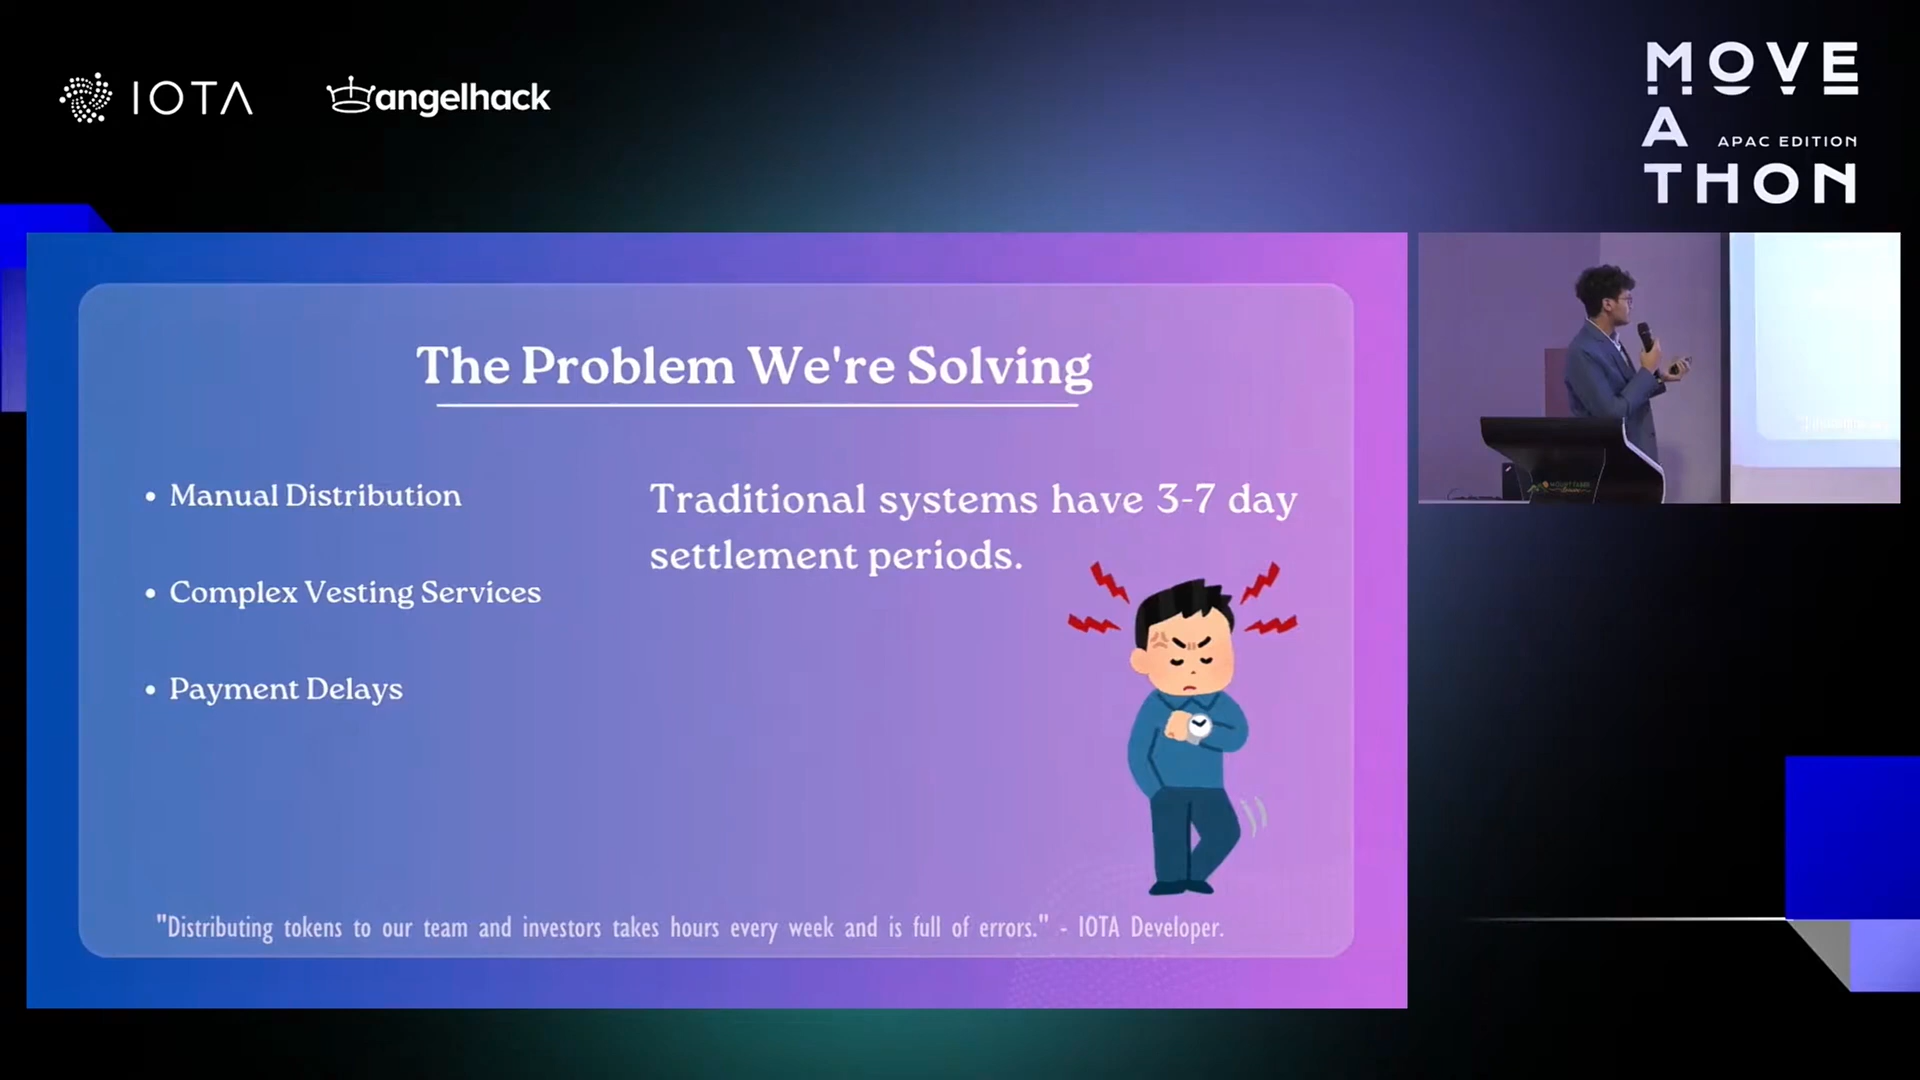 IOTA
angelhack
MOVE
A
APAC EDITION
THON
The Problem We're Solving
• Manual Distribution
• Complex Vesting Services
• Payment Delays
Traditional systems have 3-7 day
settlement periods.
"Distributing tokens to our team and investors takes hours every week and is full of errors." - IOTA Developer.